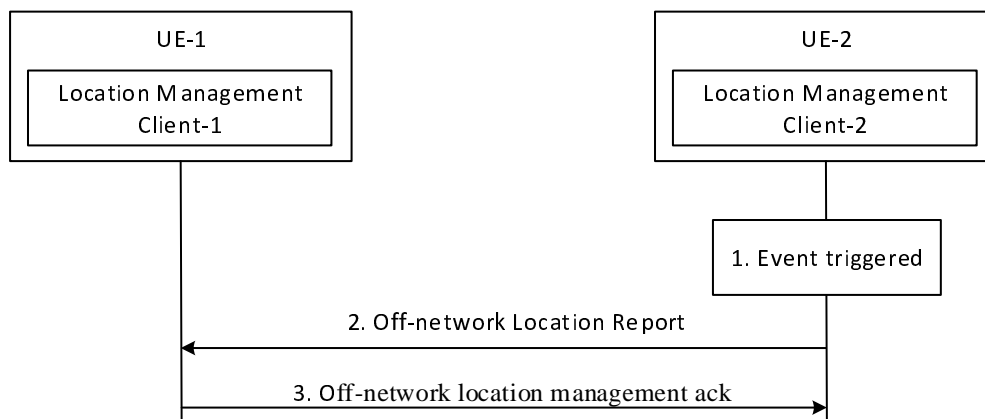 UE-1
Location Management
Client-1
UE-2
Location Management
Client-2
1. Event triggered
2. Off-network Location Report
3. Off-network location management ack